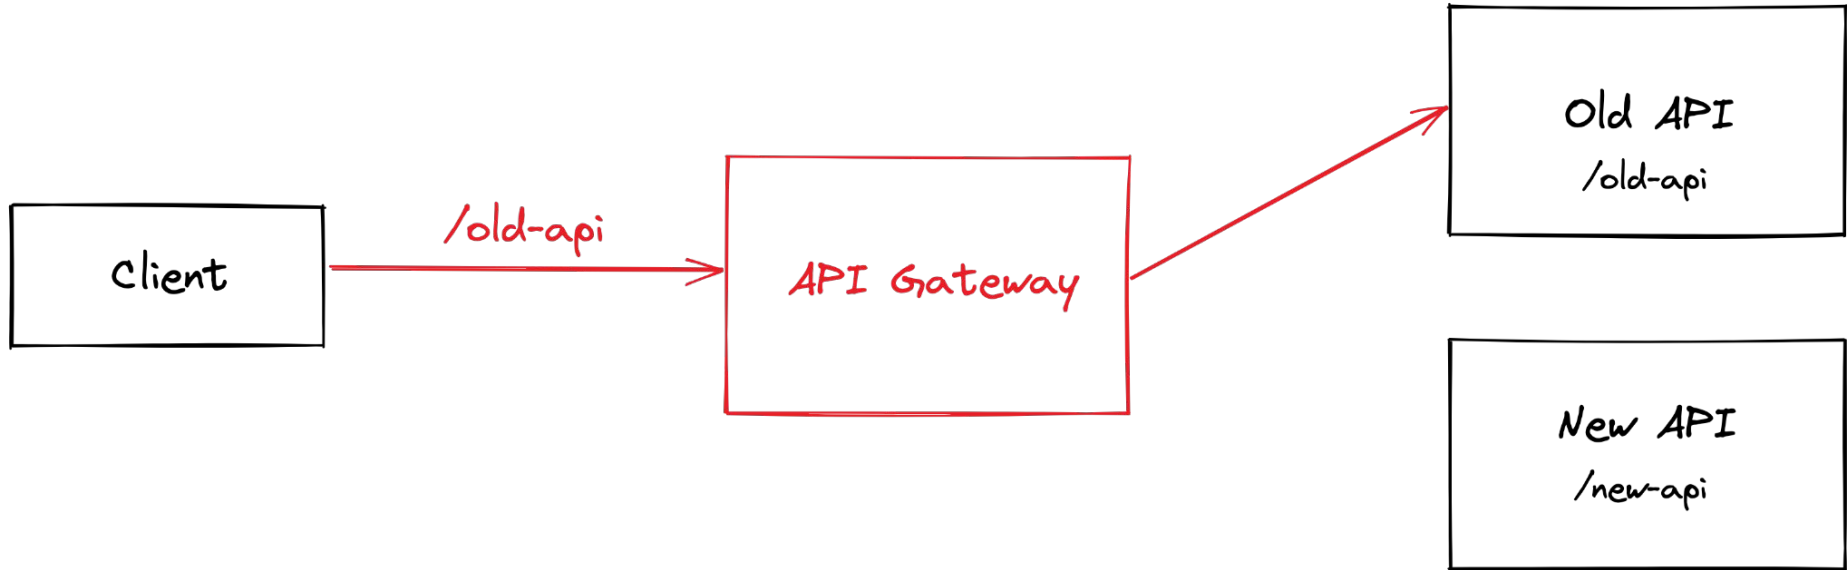 Client
/old-api
API Gateway
Old API
/old-api
New API
/new-api